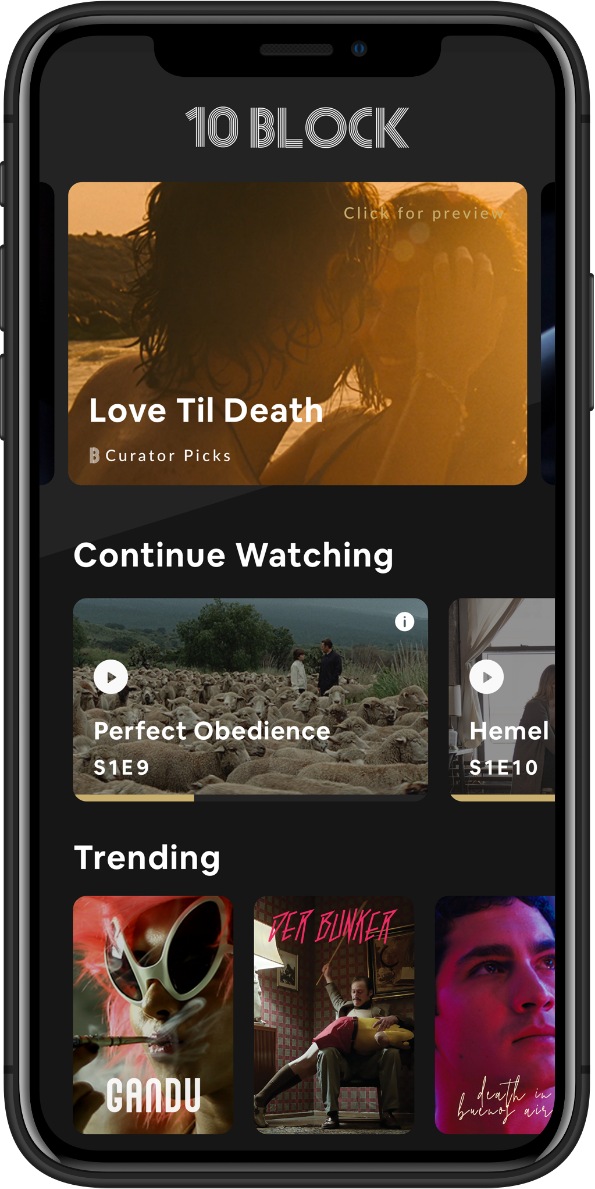 10 BLOCK
Click for preview
Love Til Death
B Curator Picks
Continue Watching
i
Perfect Obedience
S1E9
Hemel
S1E10
Trending
DER BUNKER
GANDU
death in
buenos air